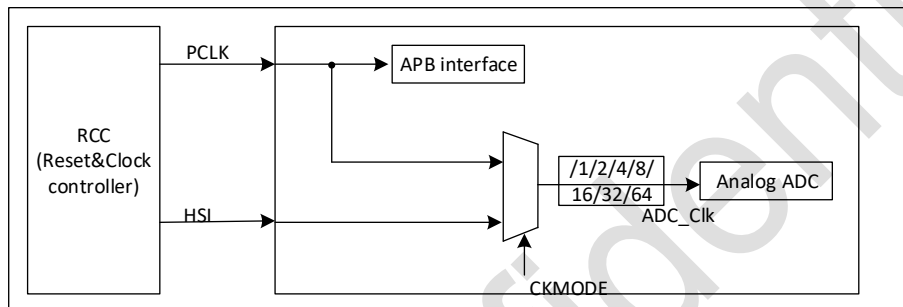 PCLK
APB interface
RCC
(Reset&Clock
controller)
/1/2/4/8/
16/32/64
Analog ADC
HSI
ADC_Clk
CKMODE